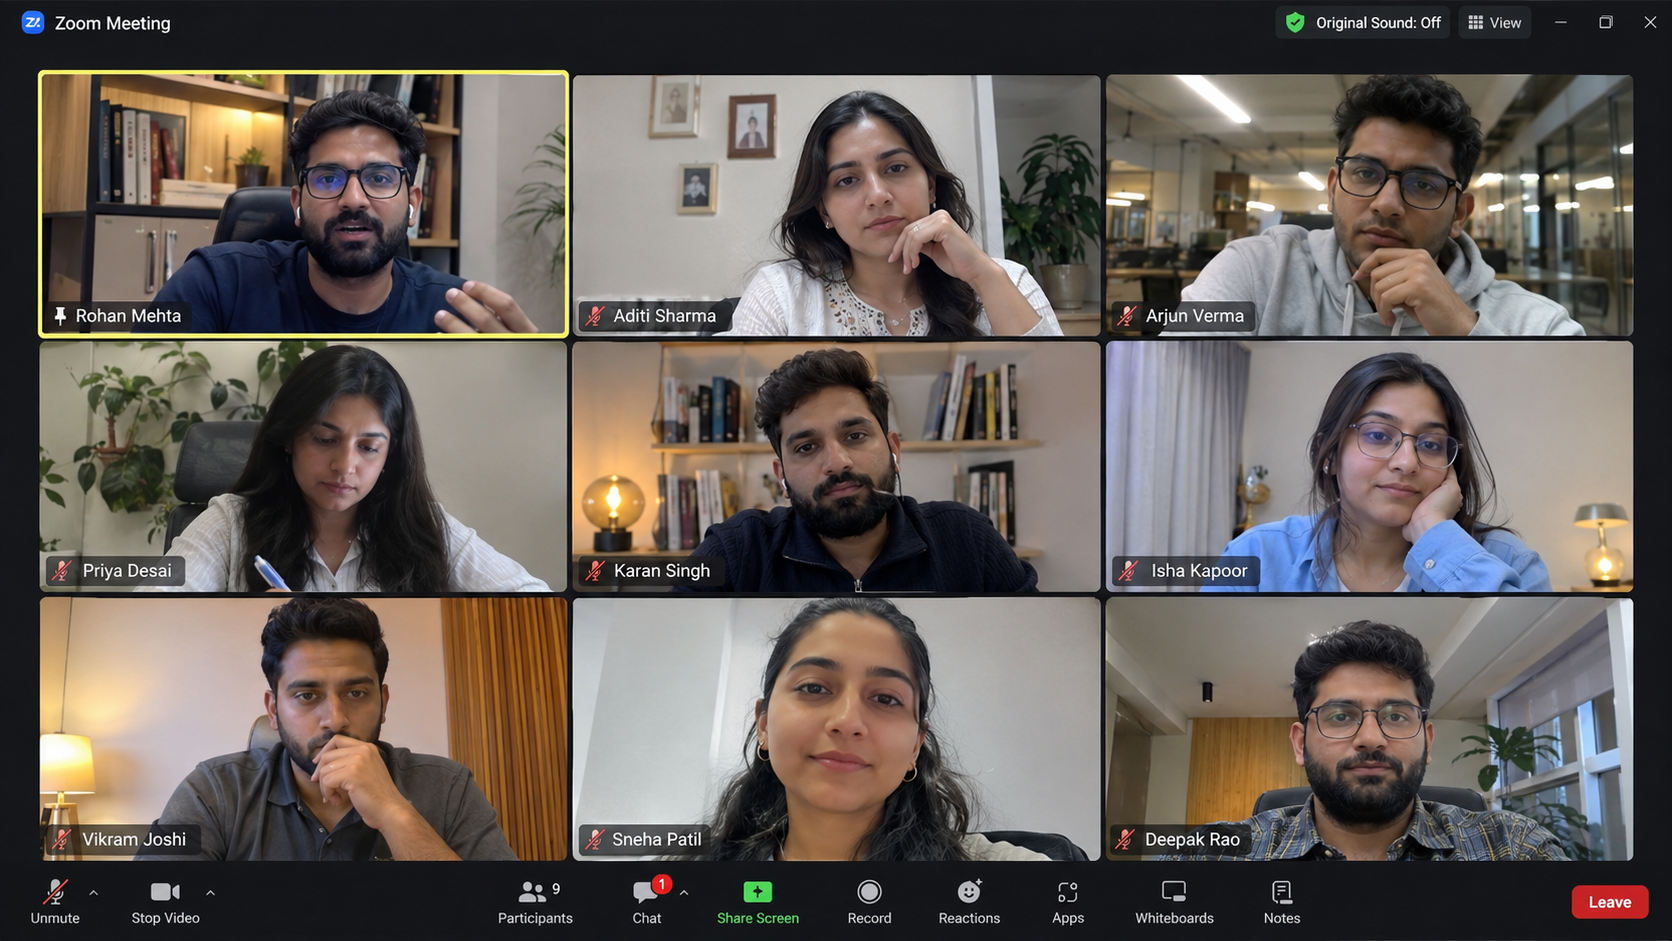 Zoom Meeting
Original Sound: Off
View
Rohan Mehta
Aditi Sharma
Arjun Verma
Priya Desai
Karan Singh
Isha Kapoor
Vikram Joshi
Sneha Patil
Deepak Rao
Unmute
Stop Video
9
Participants
1
Chat
Share Screen
Record
Reactions
Apps
Whiteboards
Notes
Leave